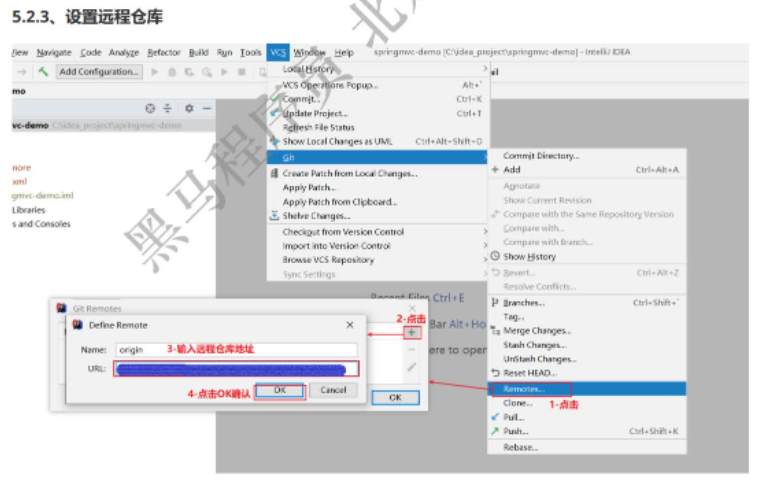 5.2.3、设置远程仓库
View Navigate Code Analyze Refactor Build Run Tools VCS Window Help springmvc-demo [C:\idea_project\springmvc-demo] - IntelliJ IDEA
Add Configuration...
Local History
VCS Operations Popup... Alt+`
Commit... Ctrl+K
Update Project... Ctrl+T
Refresh File Status
Show Local Changes as UML Ctrl+Alt+Shift+D
Git
Create Patch from Local Changes...
Apply Patch...
Apply Patch from Clipboard...
Shelve Changes...
Checkout from Version Control
Import into Version Control
Browse VCS Repository
Sync Settings
mo
vc-demo C:\idea_project\springmvc-demo
nore
xml
gmvc-demo.iml
Libraries
s and Consoles
Commit Directory...
+ Add Ctrl+Alt+A
Annotate
Show Current Revision
Compare with the Same Repository Version
Compare with...
Compare with Branch...
Show History
Revert... Ctrl+Alt+Z
Resolve Conflicts...
Branches... Ctrl+Shift+`
Tag...
Merge Changes...
Stash Changes...
UnStash Changes...
Reset HEAD...
Remotes...
Clone... 1-点击
Pull...
Push... Ctrl+Shift+K
Rebase...
Recent Files Ctrl+E
Bar Alt+Ho
ere to open
Git Remotes
2-点击
Define Remote
Name: origin 3-输入远程仓库地址
URL:
4-点击OK确认 OK Cancel
OK
黑马程序员 北